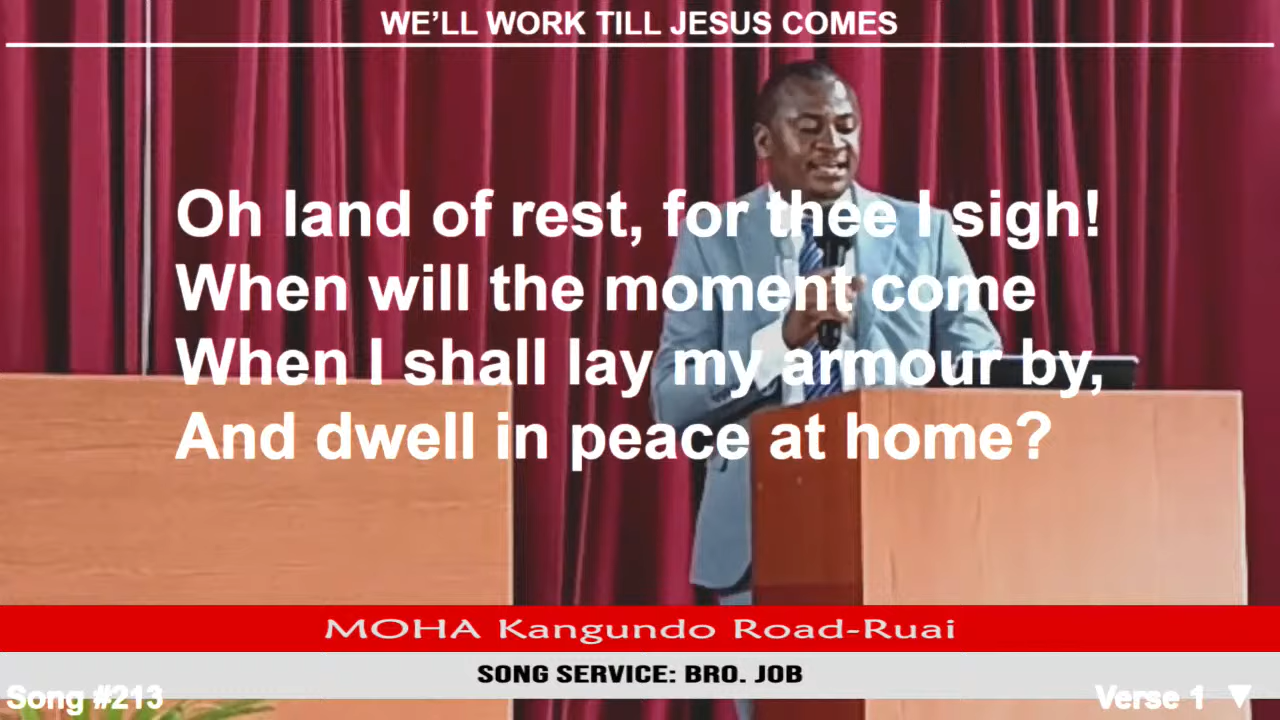 WE’LL WORK TILL JESUS COMES
Oh land of rest, for thee I sigh!
When will the moment come
When I shall lay my armour by,
And dwell in peace at home?
MOHA Kangundo Road-Ruai
SONG SERVICE: BRO. JOB
Song #213
Verse 1 ▼